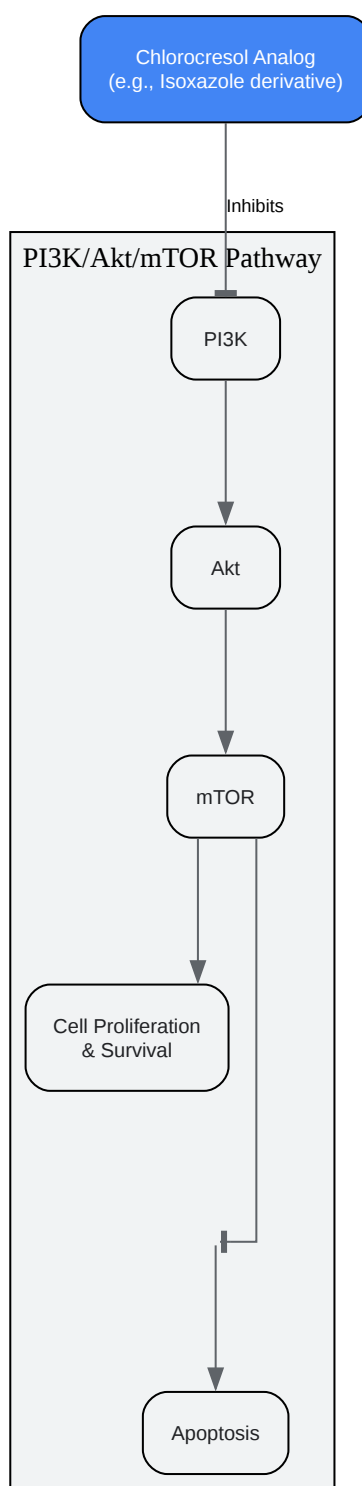 Chlorocresol Analog
(e.g., Isoxazole derivative)
Inhibits
PI3K/Akt/mTOR Pathway
PI3K
Akt
mTOR
Cell Proliferation
& Survival
Apoptosis